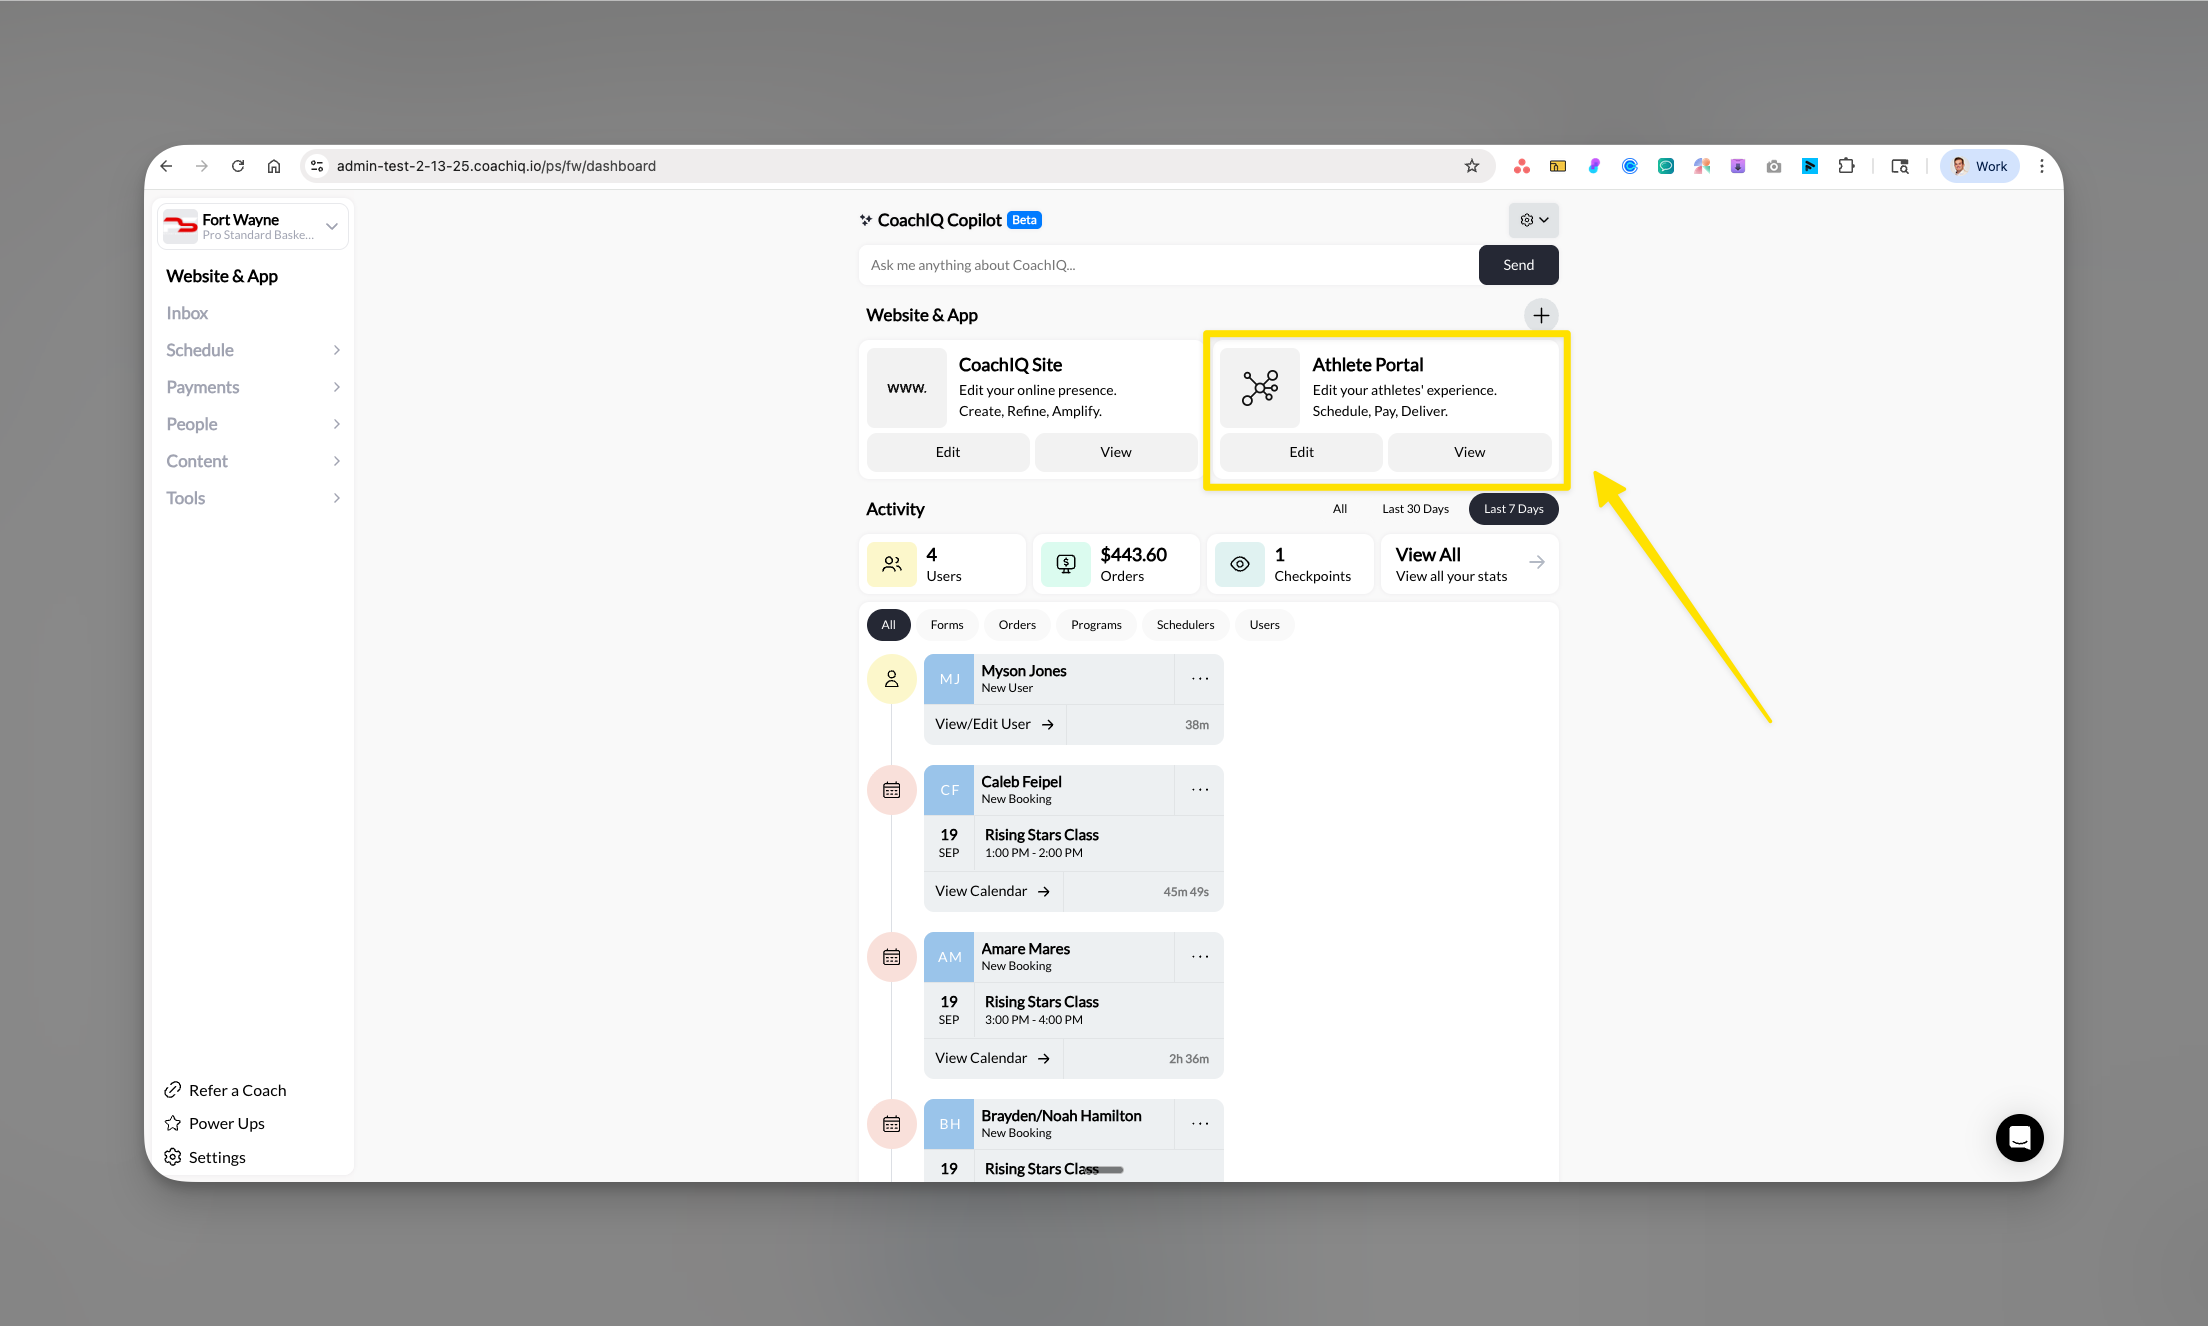 admin-test-2-13-25.coachiq.io/ps/fw/dashboard
Work
Fort Wayne
Pro Standard Baske...
Website & App
Inbox
Schedule
Payments
People
Content
Tools
Refer a Coach
Power Ups
Settings
CoachIQ Copilot Beta
Ask me anything about CoachIQ...
Send
Website & App
www.
CoachIQ Site
Edit your online presence.
Create, Refine, Amplify.
Edit
View
Athlete Portal
Edit your athletes' experience.
Schedule, Pay, Deliver.
Edit
View
Activity
All
Last 30 Days
Last 7 Days
4
Users
$443.60
Orders
1
Checkpoints
View All
View all your stats
All
Forms
Orders
Programs
Schedulers
Users
MJ
Myson Jones
New User
View/Edit User
38m
CF
Caleb Feipel
New Booking
19
SEP
Rising Stars Class
1:00 PM - 2:00 PM
View Calendar
45m 49s
AM
Amare Mares
New Booking
19
SEP
Rising Stars Class
3:00 PM - 4:00 PM
View Calendar
2h 36m
BH
Brayden/Noah Hamilton
New Booking
19
Rising Stars Class